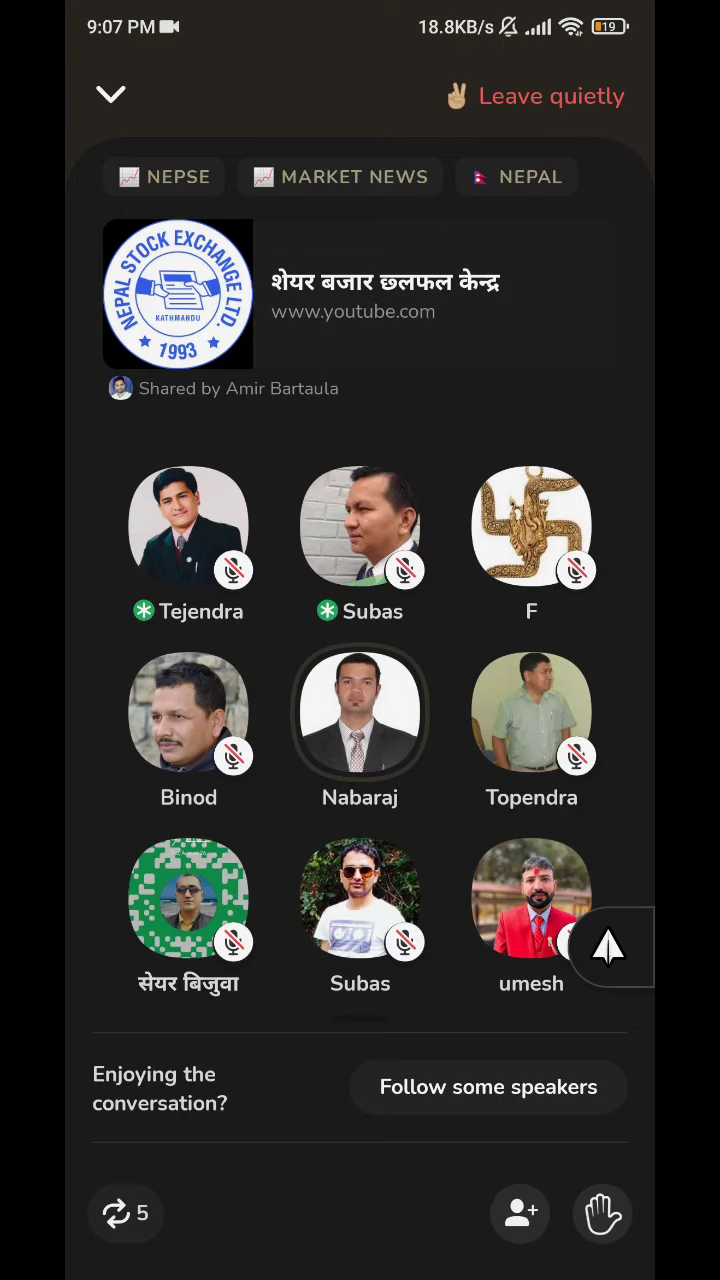 9:07 PM
18.8KB/s
19
✌🏼 Leave quietly
📈 NEPSE
📈 MARKET NEWS
🇳🇵 NEPAL
NEPAL STOCK EXCHANGE LTD.
KATHMANDU
1993
शेयर बजार छलफल केन्द्र
www.youtube.com
Shared by Amir Bartaula
Tejendra
Subas
F
Binod
Nabaraj
Topendra
सेयर बिजुवा
Subas
umesh
Enjoying the
conversation?
Follow some speakers
5